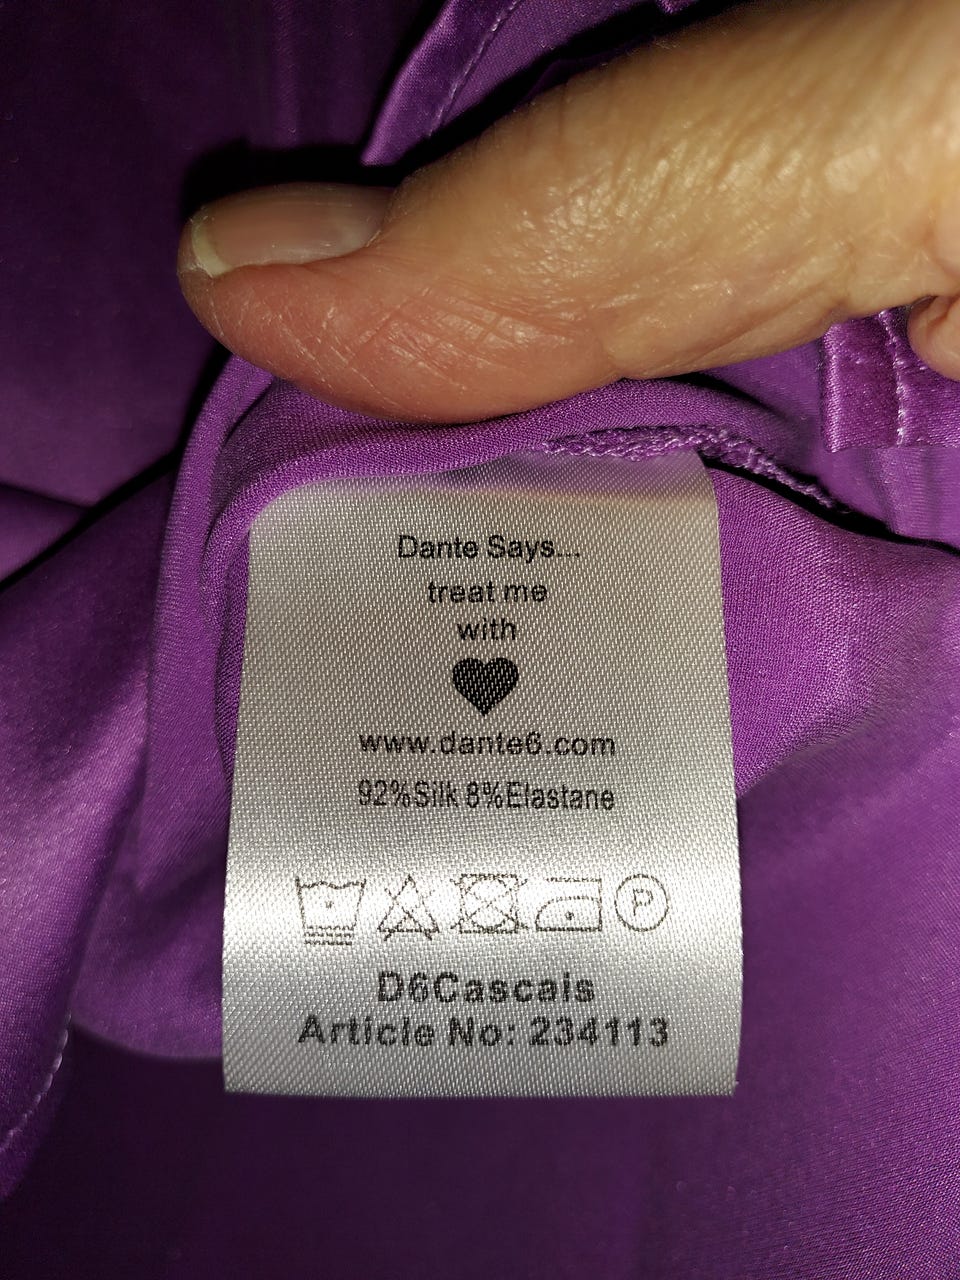 Dante Says...
treat me
with
www.dante6.com
92%Silk 8%Elastane
P
D6Cascais
Article No: 234113